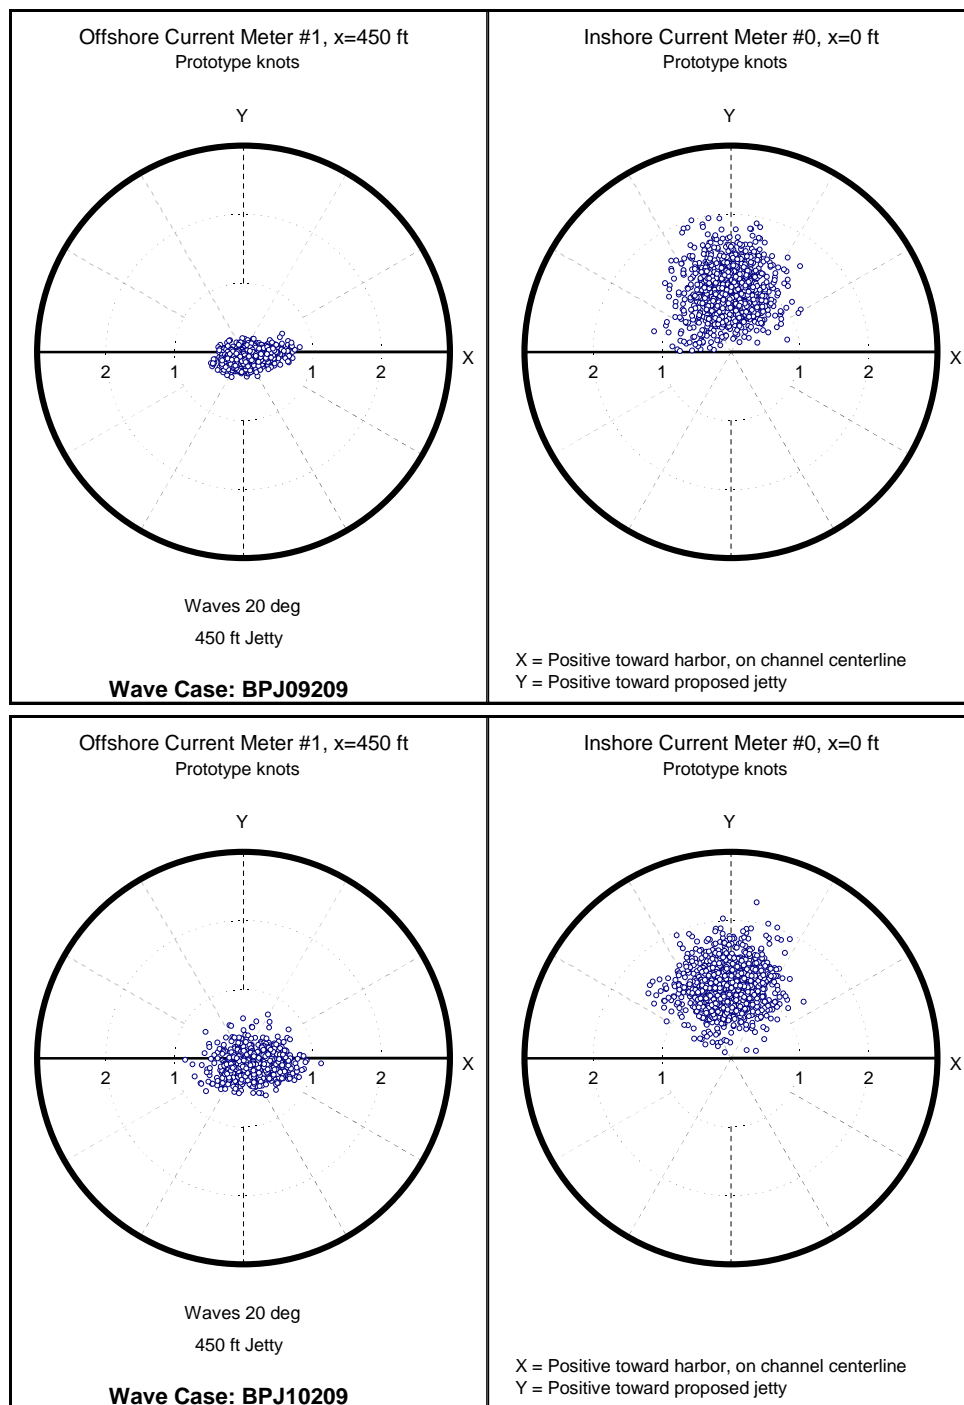 Offshore Current Meter #1, x=450 ft
Prototype knots
Y
X
2 1 1 2
Waves 20 deg
450 ft Jetty
Wave Case: BPJ09209
Inshore Current Meter #0, x=0 ft
Prototype knots
Y
X
2 1 1 2
X = Positive toward harbor, on channel centerline
Y = Positive toward proposed jetty
Offshore Current Meter #1, x=450 ft
Prototype knots
Y
X
2 1 1 2
Waves 20 deg
450 ft Jetty
Wave Case: BPJ10209
Inshore Current Meter #0, x=0 ft
Prototype knots
Y
X
2 1 1 2
X = Positive toward harbor, on channel centerline
Y = Positive toward proposed jetty